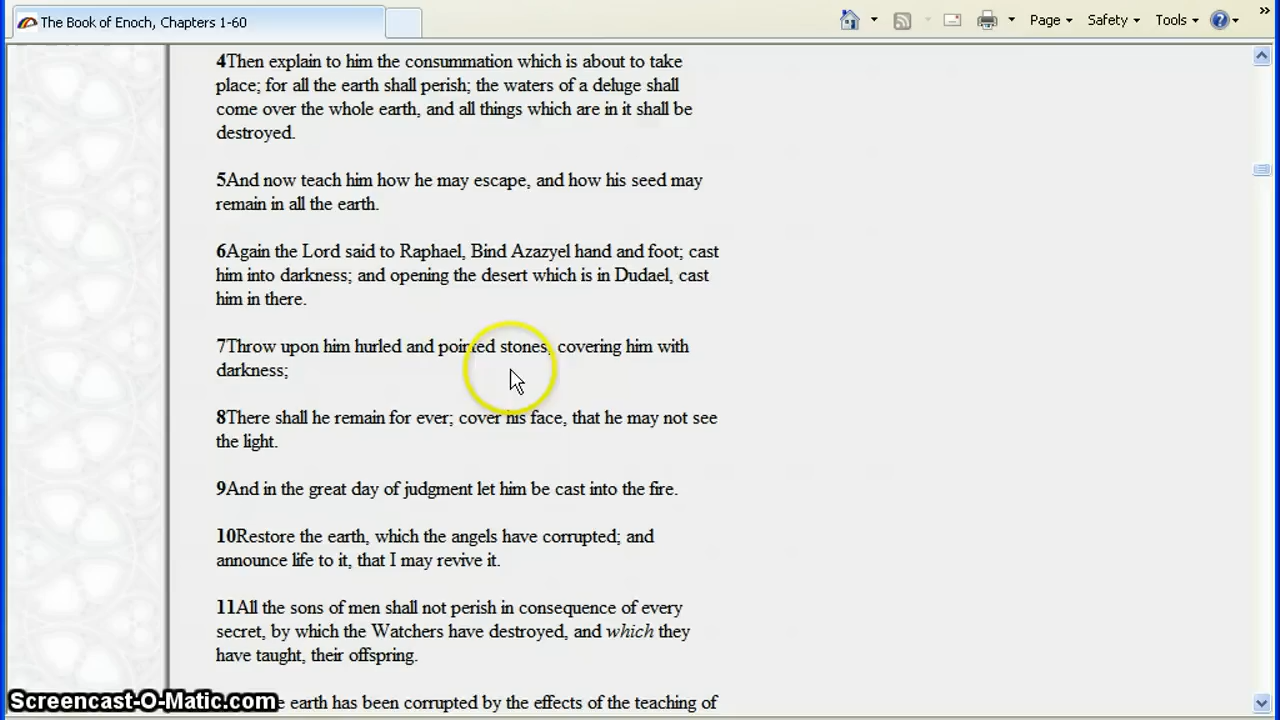 The Book of Enoch, Chapters 1-60
Page
Safety
Tools
4Then explain to him the consummation which is about to take
place; for all the earth shall perish; the waters of a deluge shall
come over the whole earth, and all things which are in it shall be
destroyed.
5And now teach him how he may escape, and how his seed may
remain in all the earth.
6Again the Lord said to Raphael, Bind Azazyel hand and foot; cast
him into darkness; and opening the desert which is in Dudael, cast
him in there.
7Throw upon him hurled and pointed stones, covering him with
darkness;
8There shall he remain for ever; cover his face, that he may not see
the light.
9And in the great day of judgment let him be cast into the fire.
10Restore the earth, which the angels have corrupted; and
announce life to it, that I may revive it.
11All the sons of men shall not perish in consequence of every
secret, by which the Watchers have destroyed, and which they
have taught, their offspring.
earth has been corrupted by the effects of the teaching of
Screencast-O-Matic.com